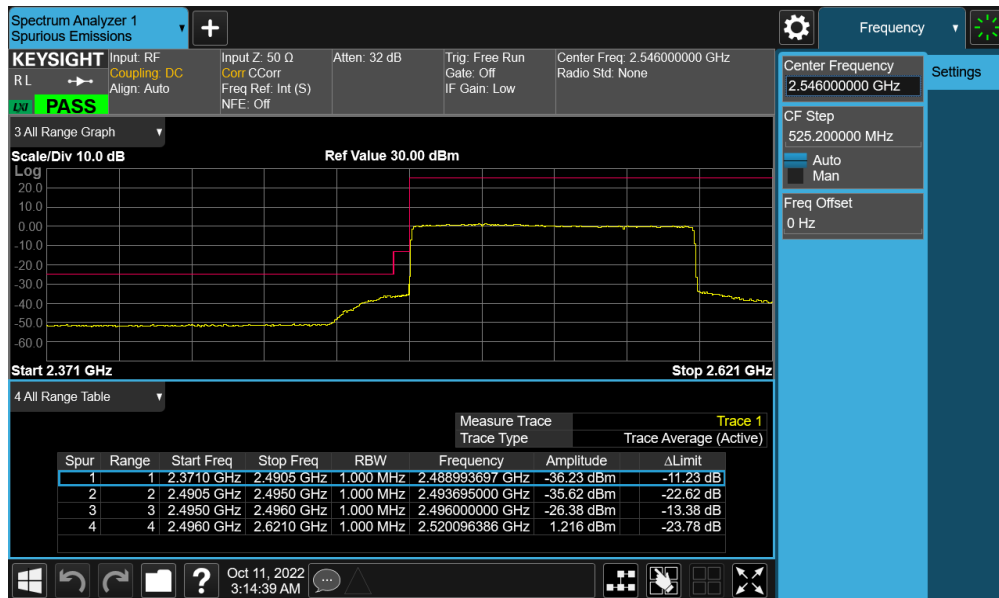 Spectrum Analyzer 1
Spurious Emissions
+
Frequency
KEYSIGHT
R L
LXI
PASS
Input: RF
Coupling: DC
Align: Auto
Input Z: 50 Ω
Corr CCorr
Freq Ref: Int (S)
NFE: Off
Atten: 32 dB
Trig: Free Run
Gate: Off
IF Gain: Low
Center Freq: 2.546000000 GHz
Radio Std: None
Center Frequency
2.546000000 GHz
Settings
CF Step
525.200000 MHz
Auto
Man
Freq Offset
0 Hz
3 All Range Graph
Scale/Div 10.0 dB
Ref Value 30.00 dBm
Log
20.0
10.0
0.00
-10.0
-20.0
-30.0
-40.0
-50.0
-60.0
Start 2.371 GHz
Stop 2.621 GHz
4 All Range Table
Measure Trace Trace 1
Trace Type Trace Average (Active)
Spur Range Start Freq Stop Freq RBW Frequency Amplitude ΔLimit
1 1 2.3710 GHz 2.4905 GHz 1.000 MHz 2.488993697 GHz -36.23 dBm -11.23 dB
2 2 2.4905 GHz 2.4950 GHz 1.000 MHz 2.493695000 GHz -35.62 dBm -22.62 dB
3 3 2.4950 GHz 2.4960 GHz 1.000 MHz 2.496000000 GHz -26.38 dBm -13.38 dB
4 4 2.4960 GHz 2.6210 GHz 1.000 MHz 2.520096386 GHz 1.216 dBm -23.78 dB
?
Oct 11, 2022
3:14:39 AM